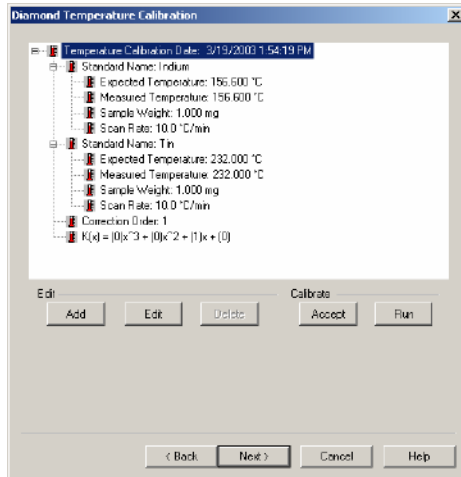 Diamond Temperature Calibration
Temperature Calibration Date: 3/19/2003 1:54:19 PM
Standard Name: Indium
Expected Temperature: 156.600 °C
Measured Temperature: 156.600 °C
Sample Weight: 1.000 mg
Scan Rate: 10.0 °C/min
Standard Name: Tin
Expected Temperature: 232.000 °C
Measured Temperature: 232.000 °C
Sample Weight: 1.000 mg
Scan Rate: 10.0 °C/min
Correction Order: 1
K(x) = (0)x^3 + (0)x^2 + (1)x + (0)
Edit Calibrate
Add Edit Delete Accept Run
< Back Next > Cancel Help